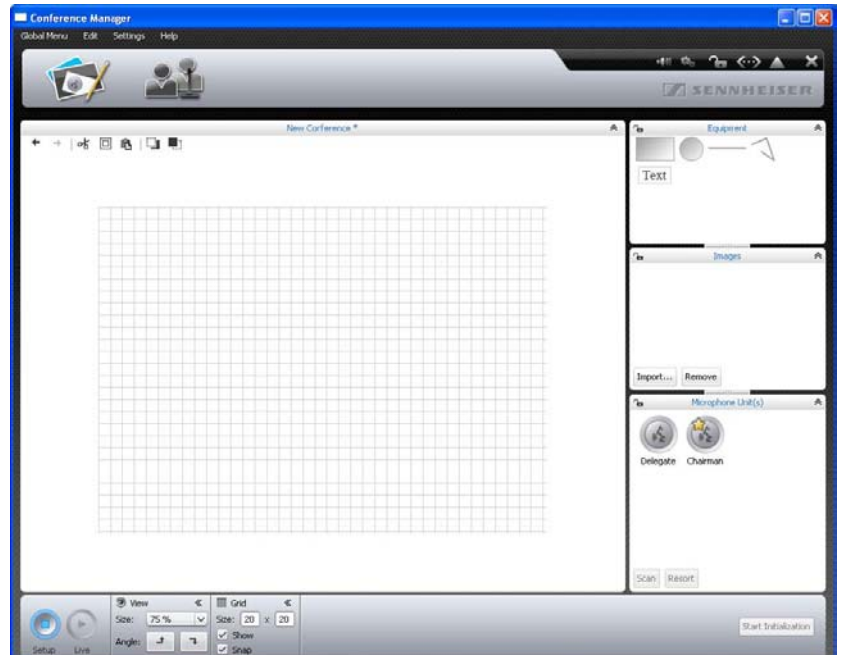 Conference Manager
Global Menu Edit Settings Help
SENNHEISER
New Conference *
Equipment
Text
Images
Import... Remove
Microphone Unit(s)
Delegate Chairman
Scan Resort
View Grid
Size: 75 % Size: 20 x 20
Show
Angle:
Snap
Setup Live
Start Initialization